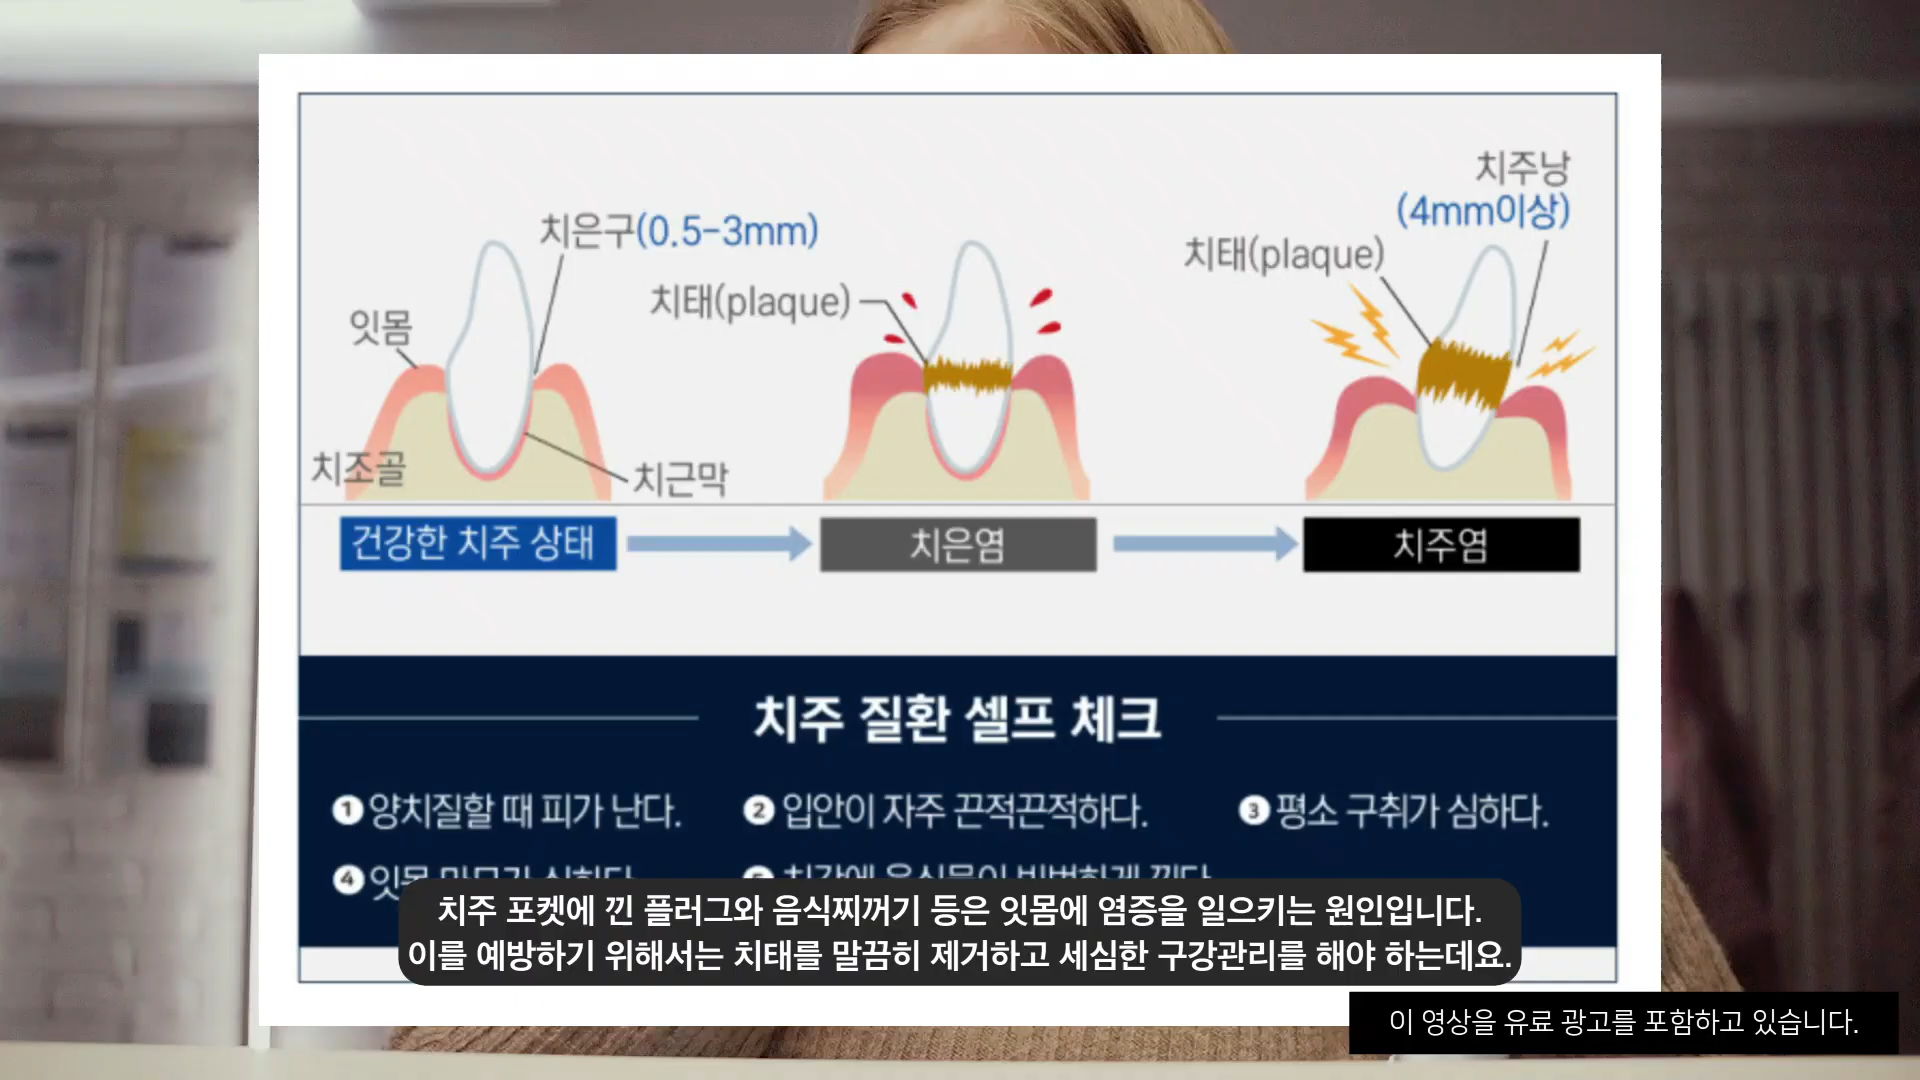 치주낭
(4mm이상)
치은구(0.5-3mm)
치태(plaque)
치태(plaque)
잇몸
치조골
치근막
건강한 치주 상태
치은염
치주염
치주 질환 셀프 체크
1 양치질할 때 피가 난다.
2 입안이 자주 끈적끈적하다.
3 평소 구취가 심하다.
4 잇몸
치주 포켓에 낀 플러그와 음식찌꺼기 등은 잇몸에 염증을 일으키는 원인입니다.
이를 예방하기 위해서는 치태를 말끔히 제거하고 세심한 구강관리를 해야 하는데요.
이 영상을 유료 광고를 포함하고 있습니다.